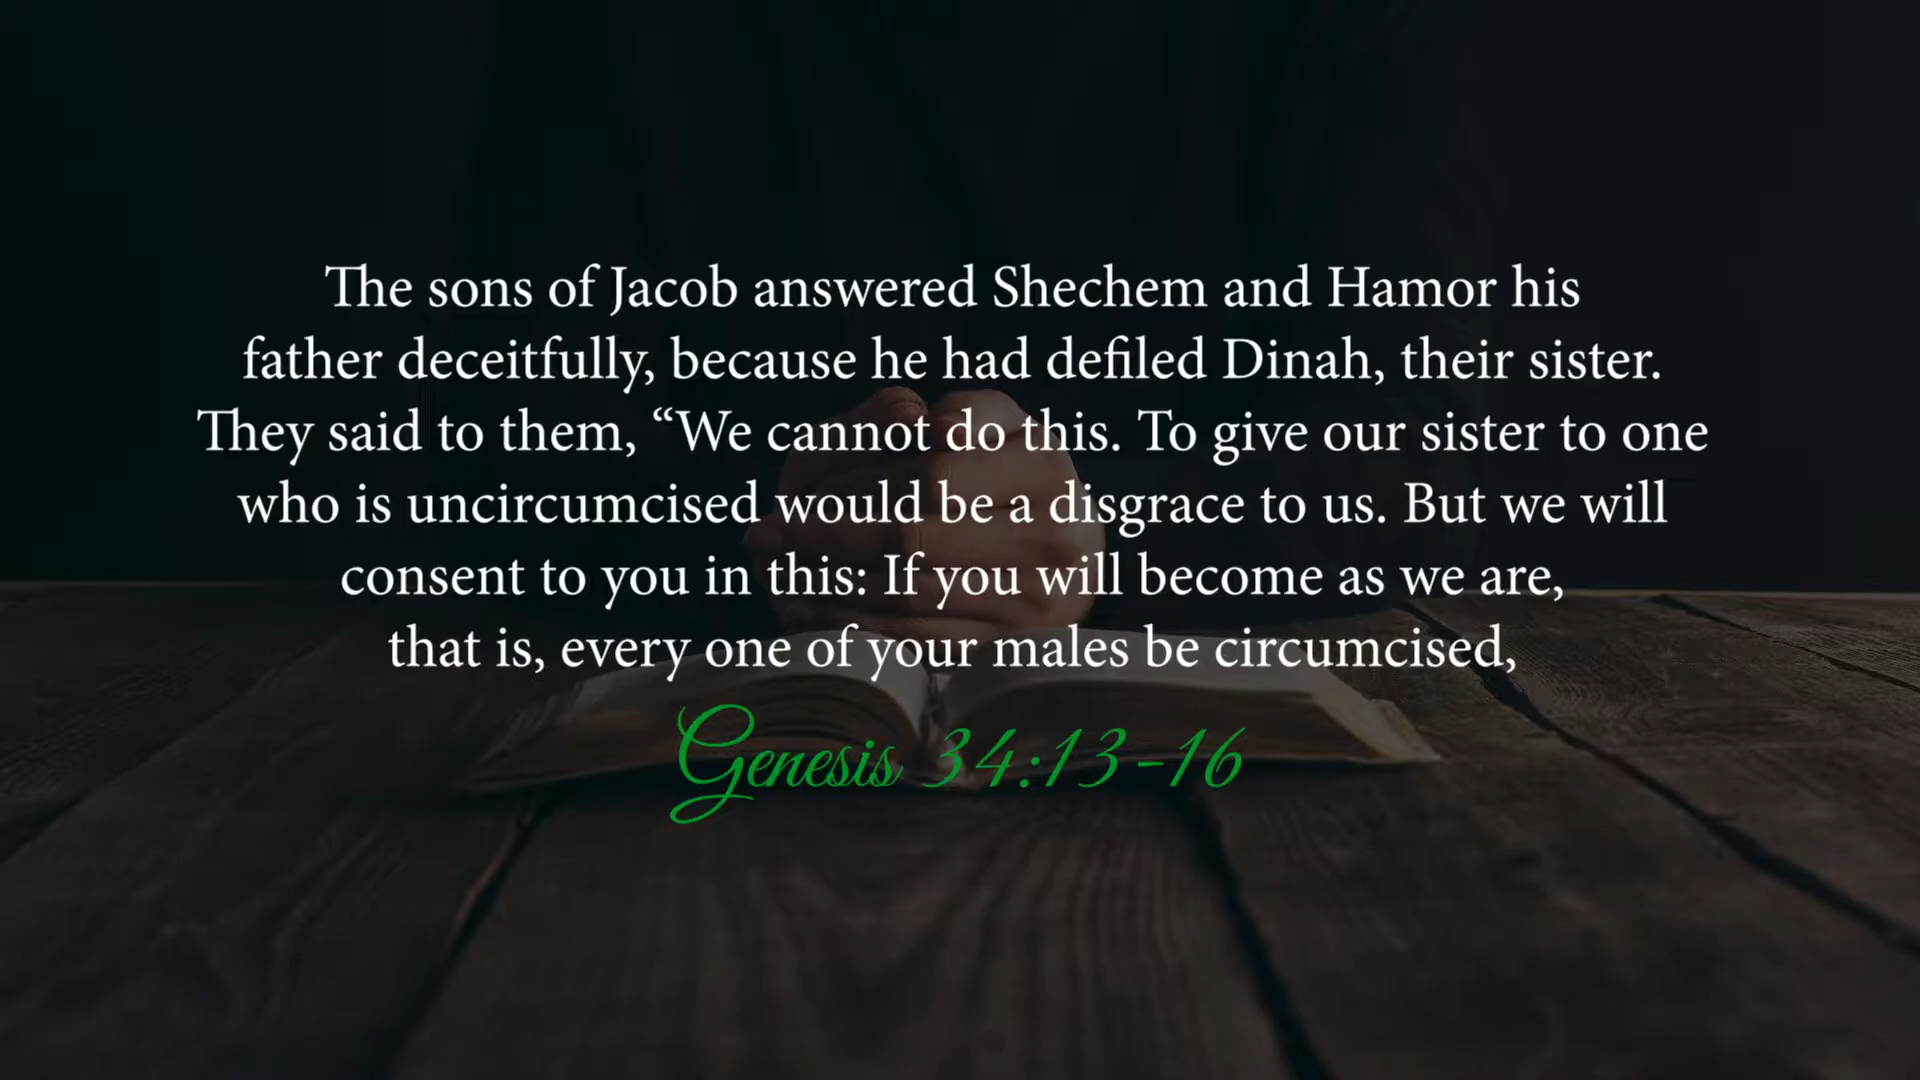 The sons of Jacob answered Shechem and Hamor his
father deceitfully, because he had defiled Dinah, their sister.
They said to them, “We cannot do this. To give our sister to one
who is uncircumcised would be a disgrace to us. But we will
consent to you in this: If you will become as we are,
that is, every one of your males be circumcised,
Genesis 34:13-16